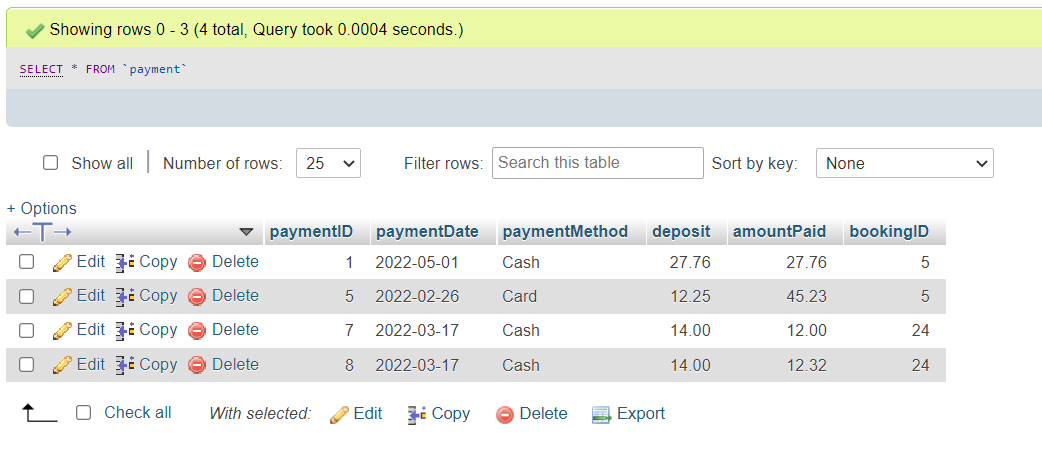 Showing rows 0 - 3 (4 total, Query took 0.0004 seconds.)
SELECT * FROM `payment`
Show all | Number of rows: 25 Filter rows: Search this table Sort by key: None
+ Options
←T→ paymentID paymentDate paymentMethod deposit amountPaid bookingID
Edit Copy Delete 1 2022-05-01 Cash 27.76 27.76 5
Edit Copy Delete 5 2022-02-26 Card 12.25 45.23 5
Edit Copy Delete 7 2022-03-17 Cash 14.00 12.00 24
Edit Copy Delete 8 2022-03-17 Cash 14.00 12.32 24
Check all With selected: Edit Copy Delete Export